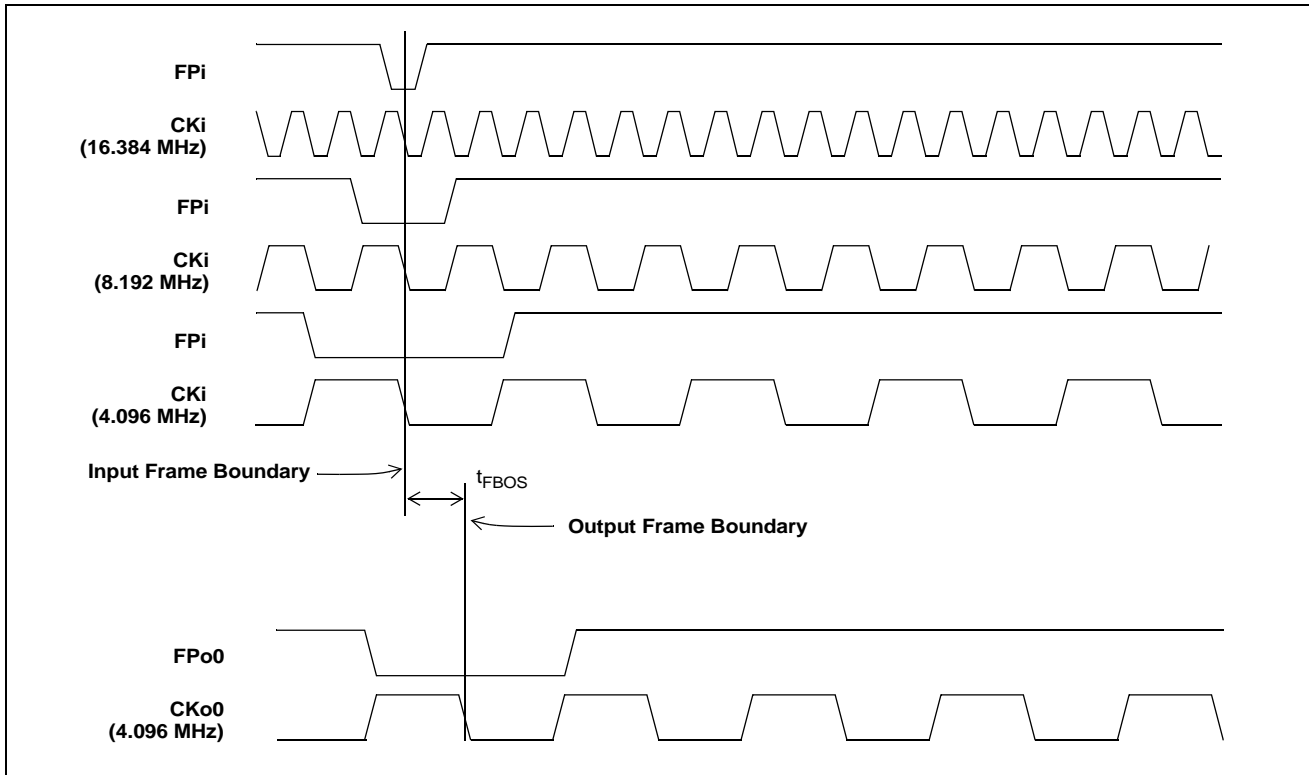 FPi
CKi
(16.384 MHz)
FPi
CKi
(8.192 MHz)
FPi
CKi
(4.096 MHz)
Input Frame Boundary
tFBOS
Output Frame Boundary
FPo0
CKo0
(4.096 MHz)